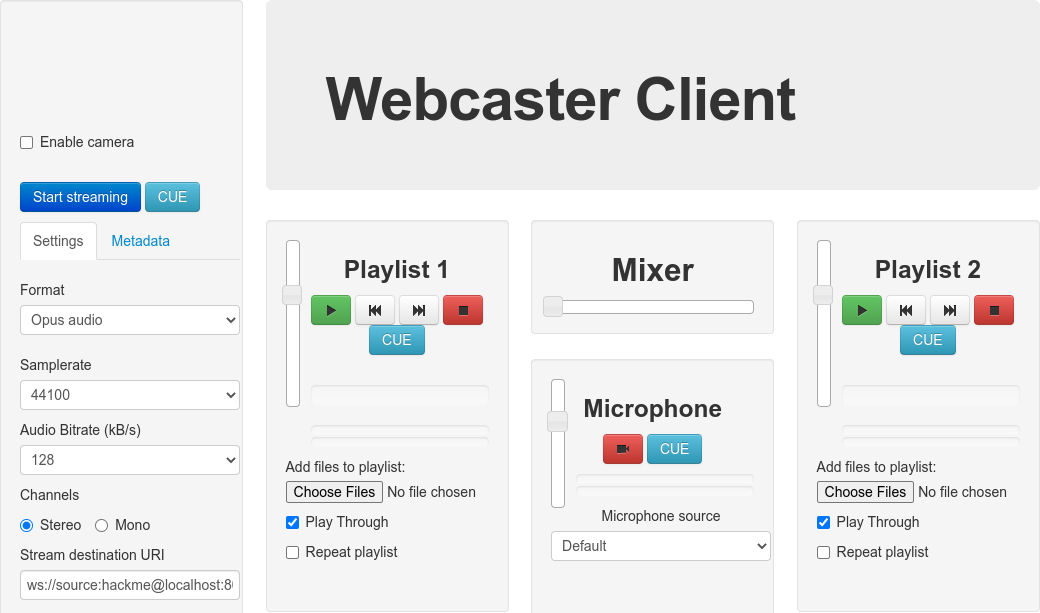 Enable camera
Start streaming CUE
Settings Metadata
Format
Opus audio
Samplerate
44100
Audio Bitrate (kB/s)
128
Channels
Stereo Mono
Stream destination URI
ws://source:hackme@localhost:8
Webcaster Client
Playlist 1
CUE
Add files to playlist:
Choose Files No file chosen
Play Through
Repeat playlist
Mixer
Microphone
CUE
Microphone source
Default
Playlist 2
CUE
Add files to playlist:
Choose Files No file chosen
Play Through
Repeat playlist